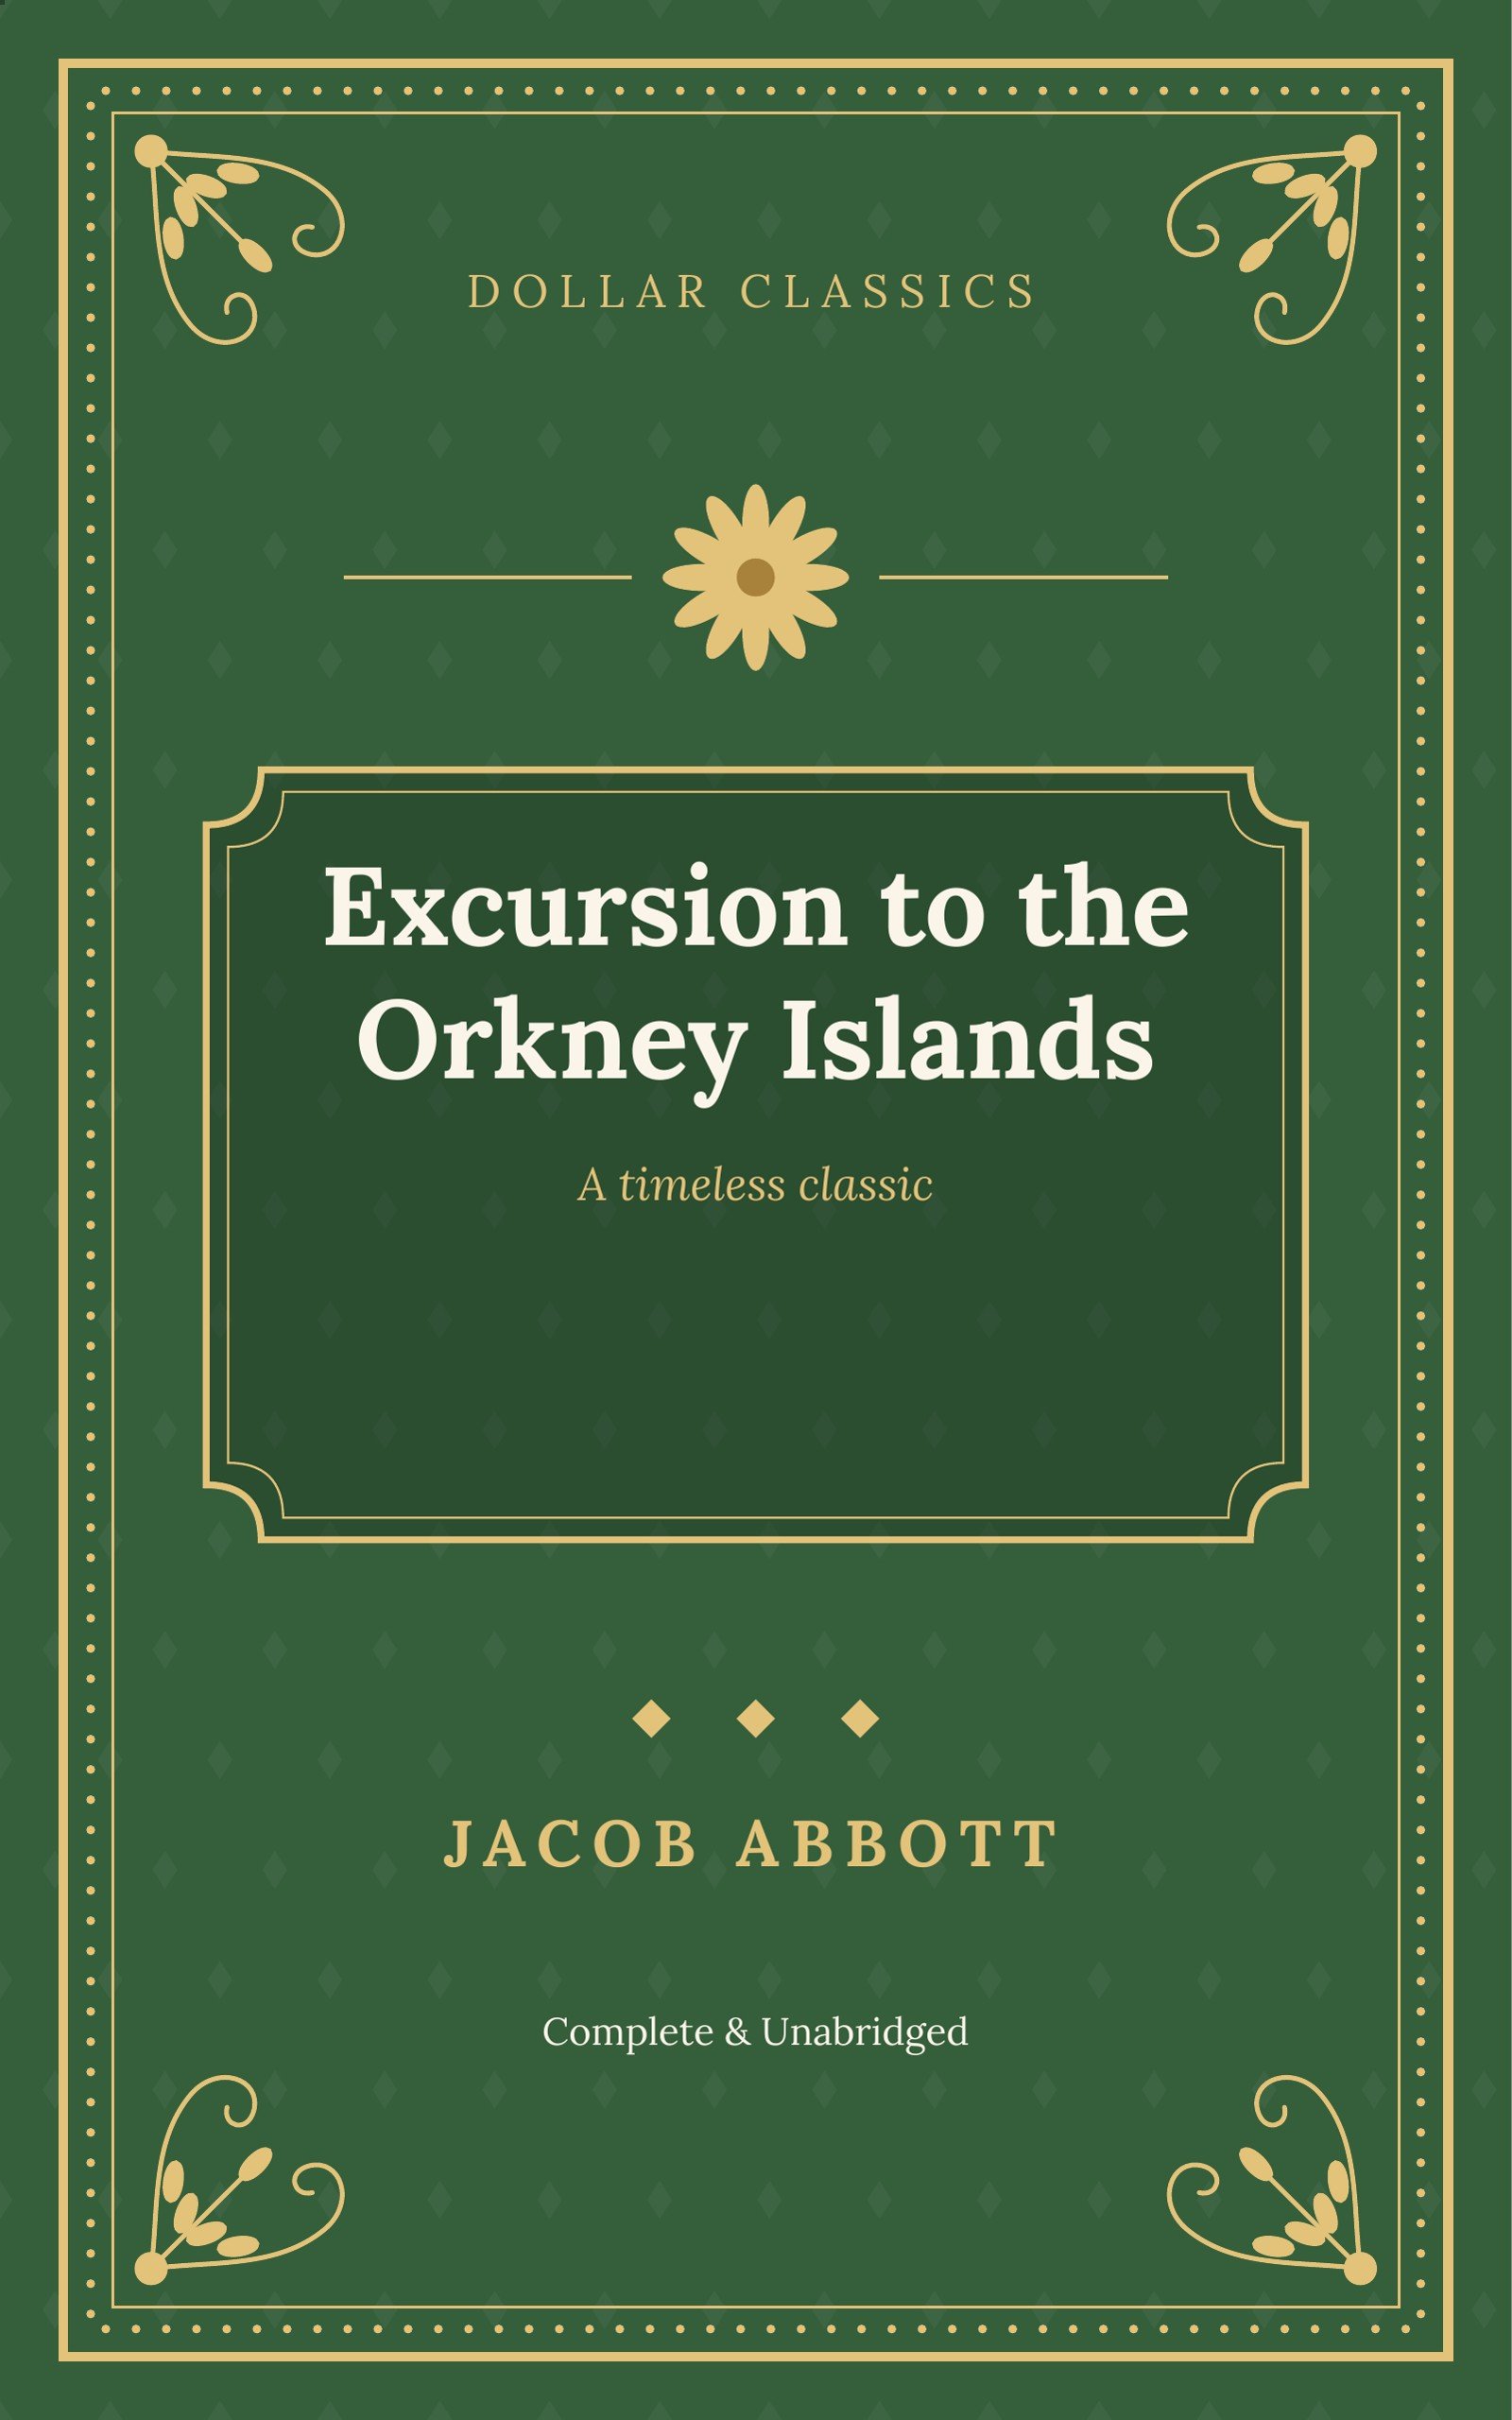 DOLLAR CLASSICS
Excursion to the
Orkney Islands
A timeless classic
JACOB ABBOTT
Complete & Unabridged